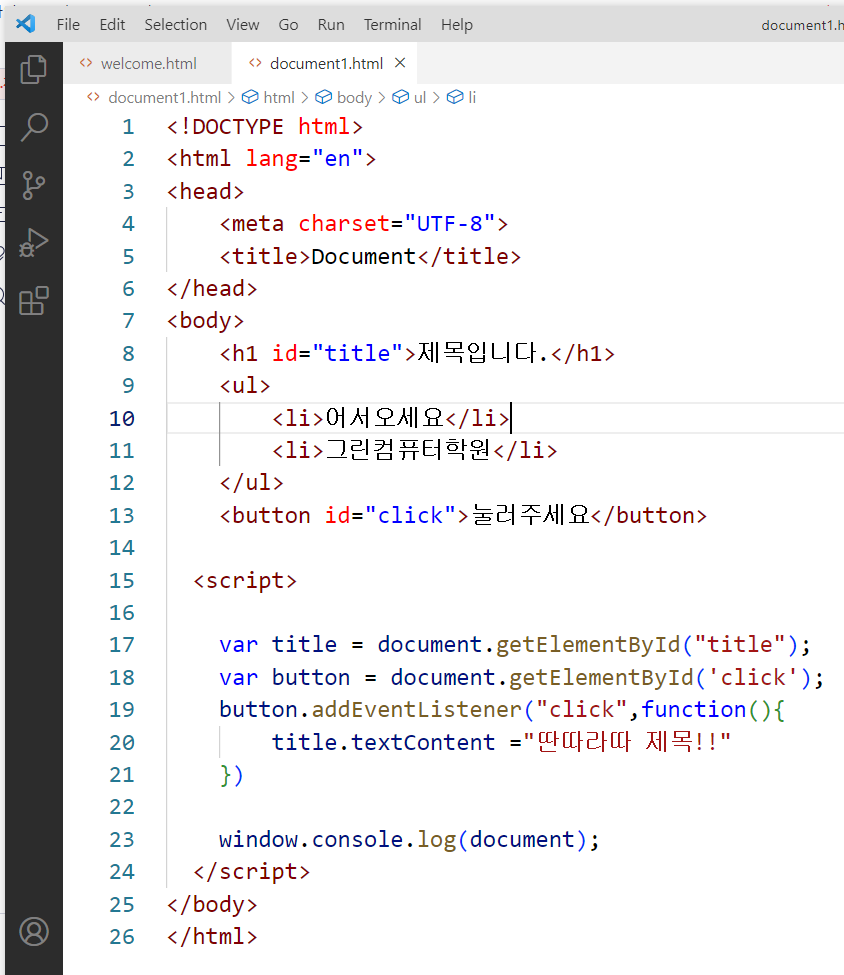 File Edit Selection View Go Run Terminal Help document1.h
welcome.html document1.html
document1.html > html > body > ul > li
1 <!DOCTYPE html>
2 <html lang="en">
3 <head>
4 <meta charset="UTF-8">
5 <title>Document</title>
6 </head>
7 <body>
8 <h1 id="title">제목입니다.</h1>
9 <ul>
10 <li>어서오세요</li>
11 <li>그린컴퓨터학원</li>
12 </ul>
13 <button id="click">눌러주세요</button>
14
15 <script>
16
17 var title = document.getElementById("title");
18 var button = document.getElementById('click');
19 button.addEventListener("click",function(){
20 title.textContent ="딴따라따 제목!!"
21 })
22
23 window.console.log(document);
24 </script>
25 </body>
26 </html>